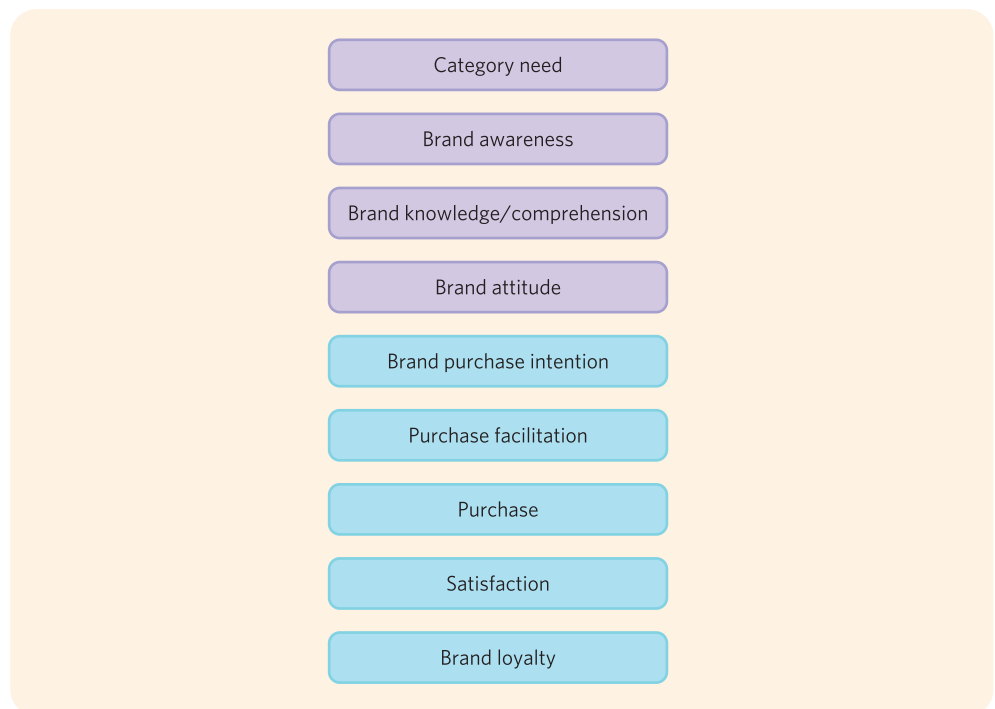 Category need
Brand awareness
Brand knowledge/comprehension
Brand attitude
Brand purchase intention
Purchase facilitation
Purchase
Satisfaction
Brand loyalty